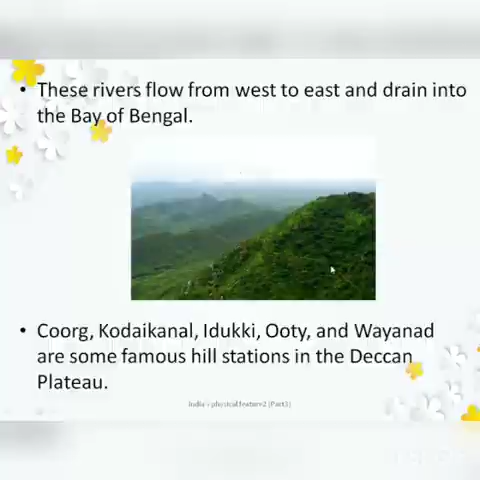 • These rivers flow from west to east and drain into
the Bay of Bengal.
• Coorg, Kodaikanal, Idukki, Ooty, and Wayanad
are some famous hill stations in the Deccan
Plateau.